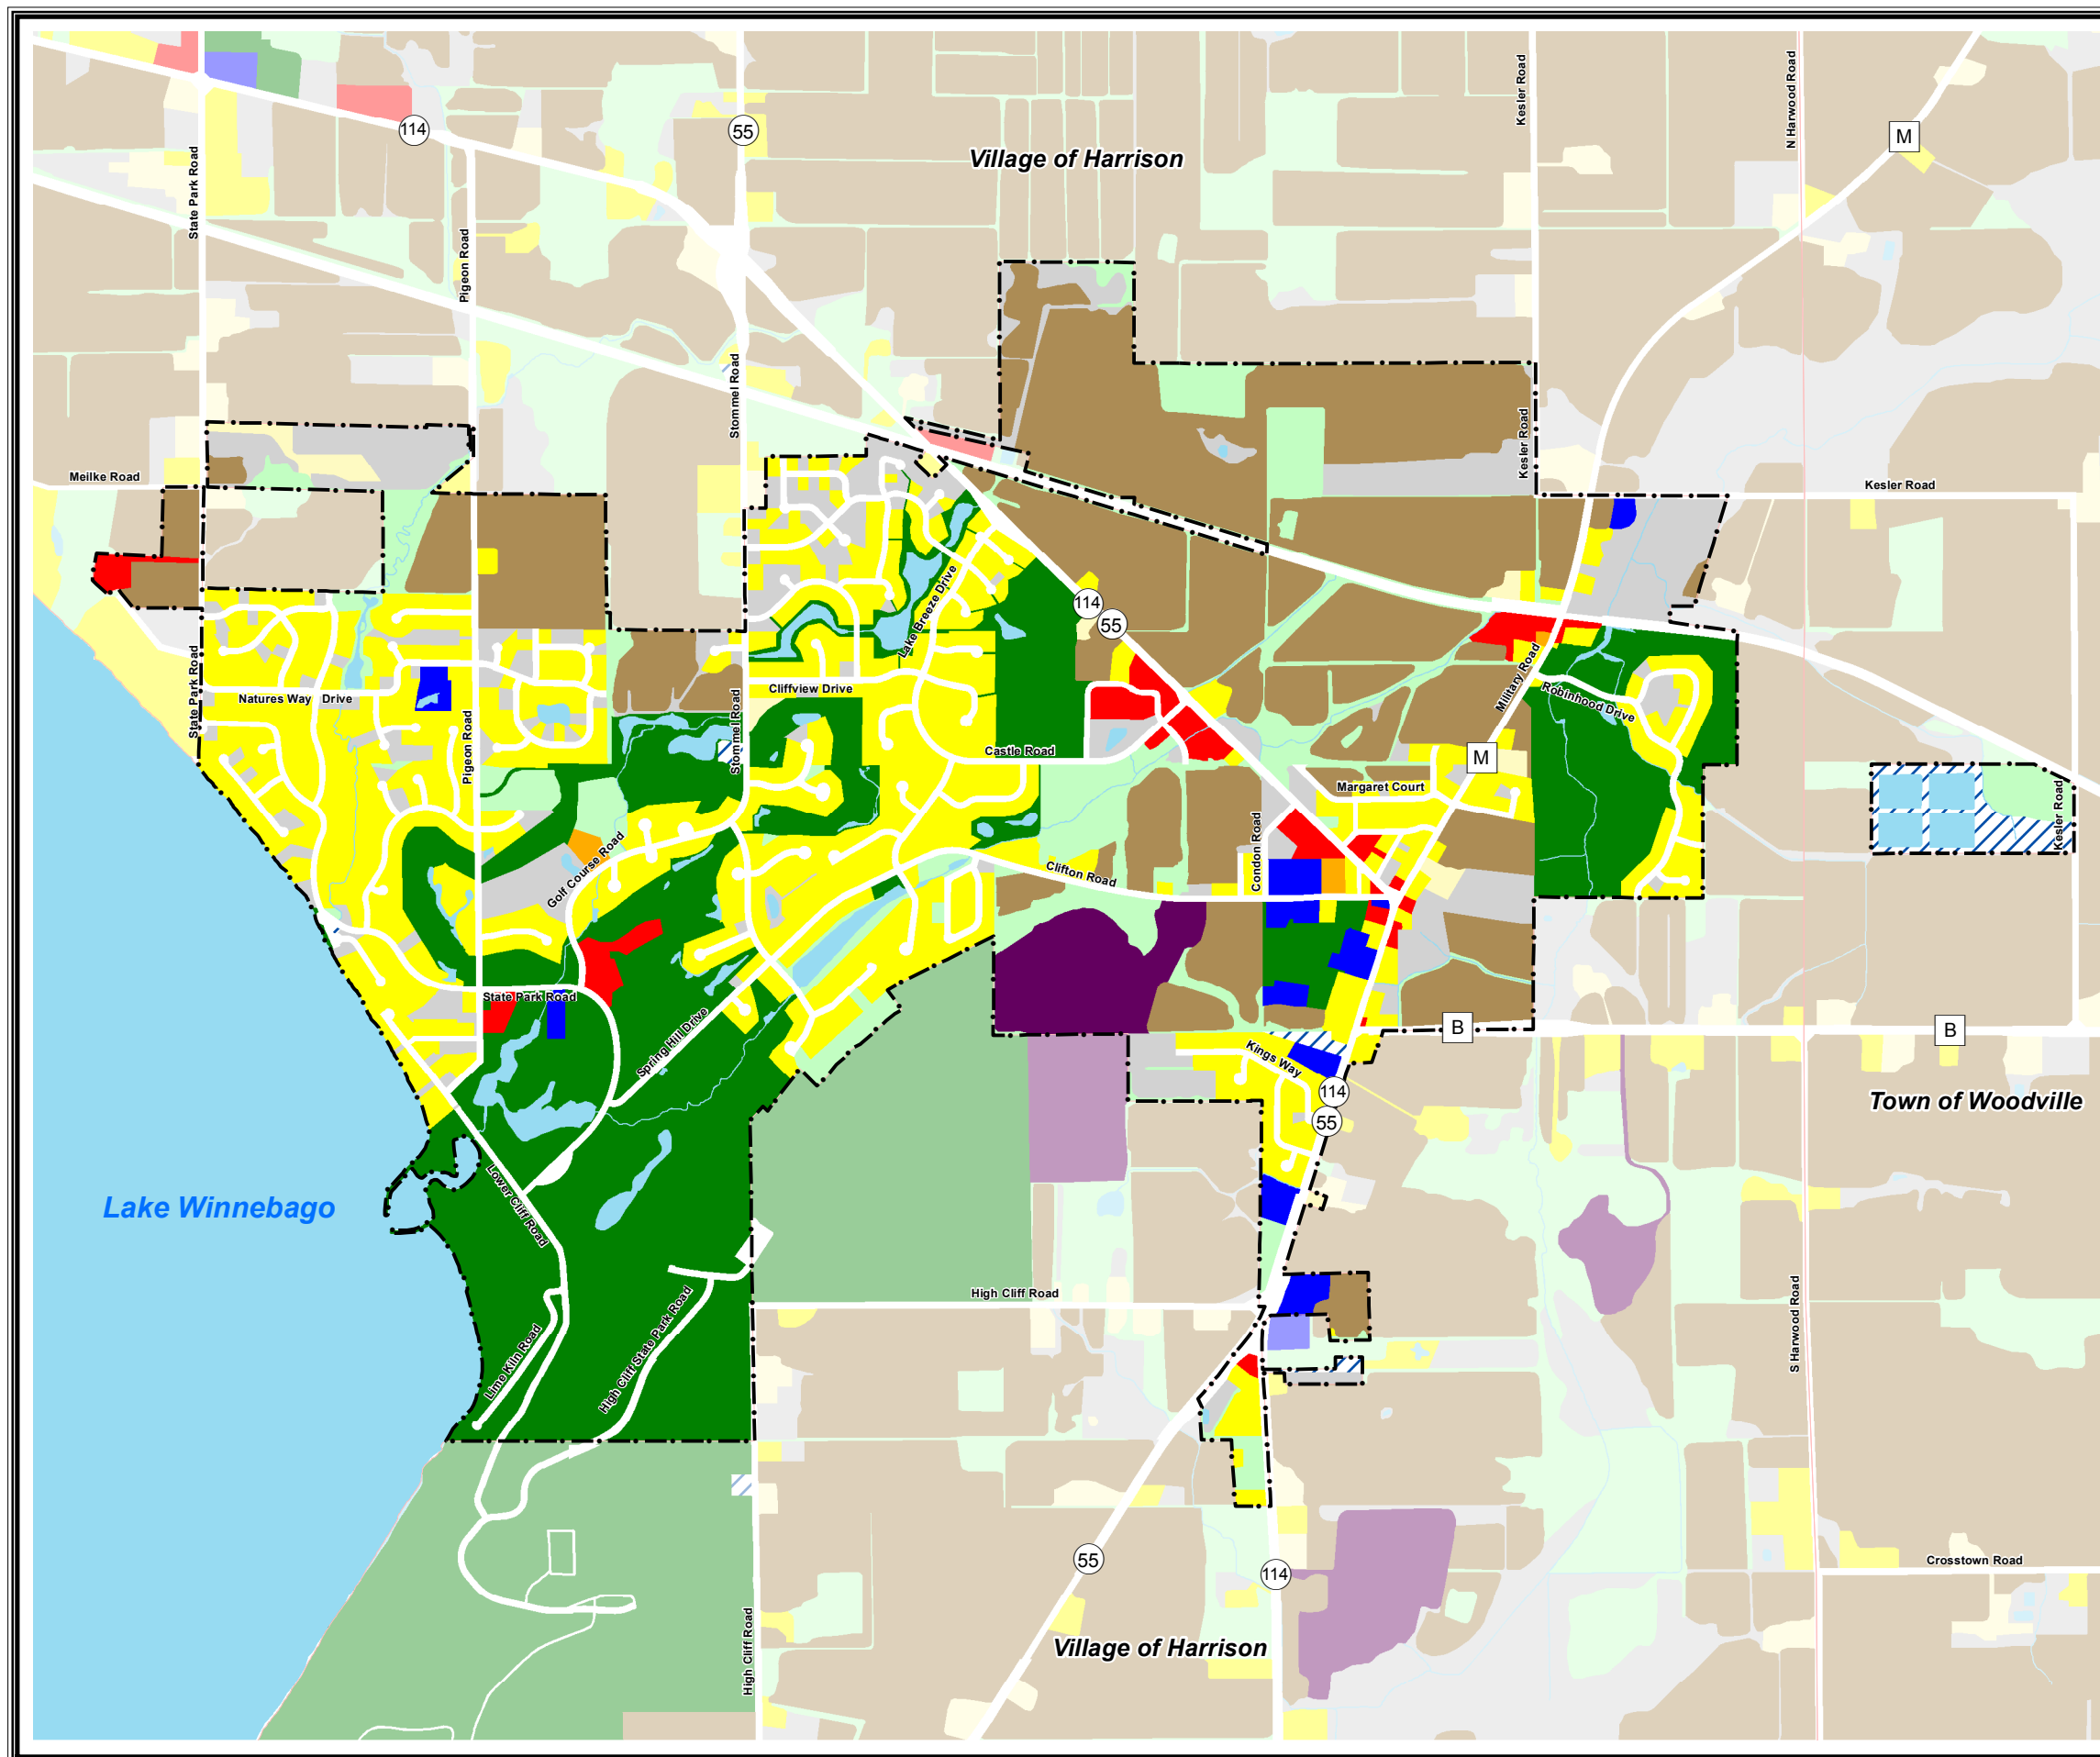 Kesler Road
N Harwood Road
114
55
M
Village of Harrison
State Park Road
Pigeon Road
Stommel Road
Kesler Road
Meilke Road
Kesler Road
114
55
Lake Breeze Drive
Natures Way Drive
Cliffview Drive
State Park Road
Pigeon Road
Stommel Road
Castle Road
Military Road
Robinhood Drive
M
Margaret Court
Kesler Road
Golf Course Road
Condon Road
Clifton Road
State Park Road
Spring Hill Drive
B
B
Kings Way
114
55
Town of Woodville
Lake Winnebago
Lower Cliff Road
High Cliff Road
Lime Kiln Road
High Cliff State Park Road
S Harwood Road
55
114
Crosstown Road
High Cliff Road
Village of Harrison